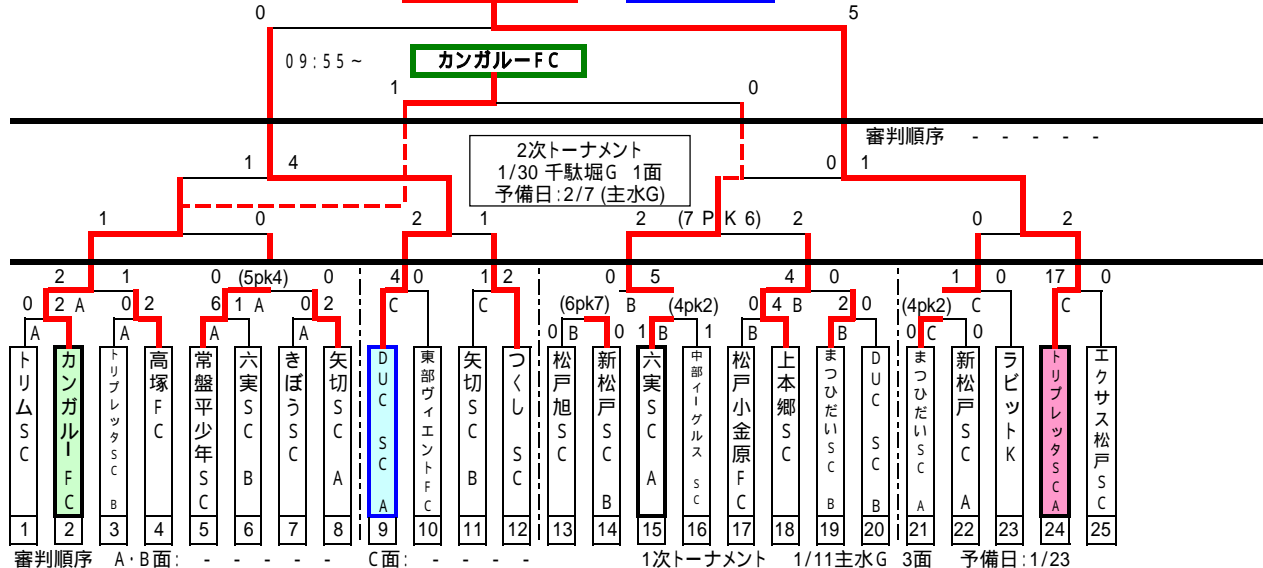 0 5
09:55~ カンガルーFC
1 0
審判順序 - - - - -
2次トーナメント
1/30 千駄堀G 1面
予備日:2/7 (主水G)
1 4 0 1
1 0 2 1 2 (7 PK 6) 2 0 2
2 1 0 (5pk4) 0 4 0 1 2 0 5 4 0 1 0 17 0
0 2 A 0 2 6 1 A 0 2 C C (6pk7) B (4pk2) 0 4 B 2 0 (4pk2) C C
A A A A 0 B 0 1 B 1 B B 0 C 0
トリムSC
カンガルーFC
トリプレッタSC B
高塚FC
常盤平少年SC
六実SC B
きぼうSC
矢切SC A
DUC SC A
東部ヴィエントFC
矢切SC B
つくし SC
松戸旭SC
新松戸SC B
六実SC A
中部イーグルス SC
松戸小金原FC
上本郷SC
まつひだいSC B
DUC SC B
まつひだいSC A
新松戸SC A
ラビットK
トリプレッタSCA
エクサス松戸SC
1 2 3 4 5 6 7 8 9 10 11 12 13 14 15 16 17 18 19 20 21 22 23 24 25
審判順序 A・B面: - - - - - C面: - - - - 1次トーナメント 1/11主水G 3面 予備日:1/23